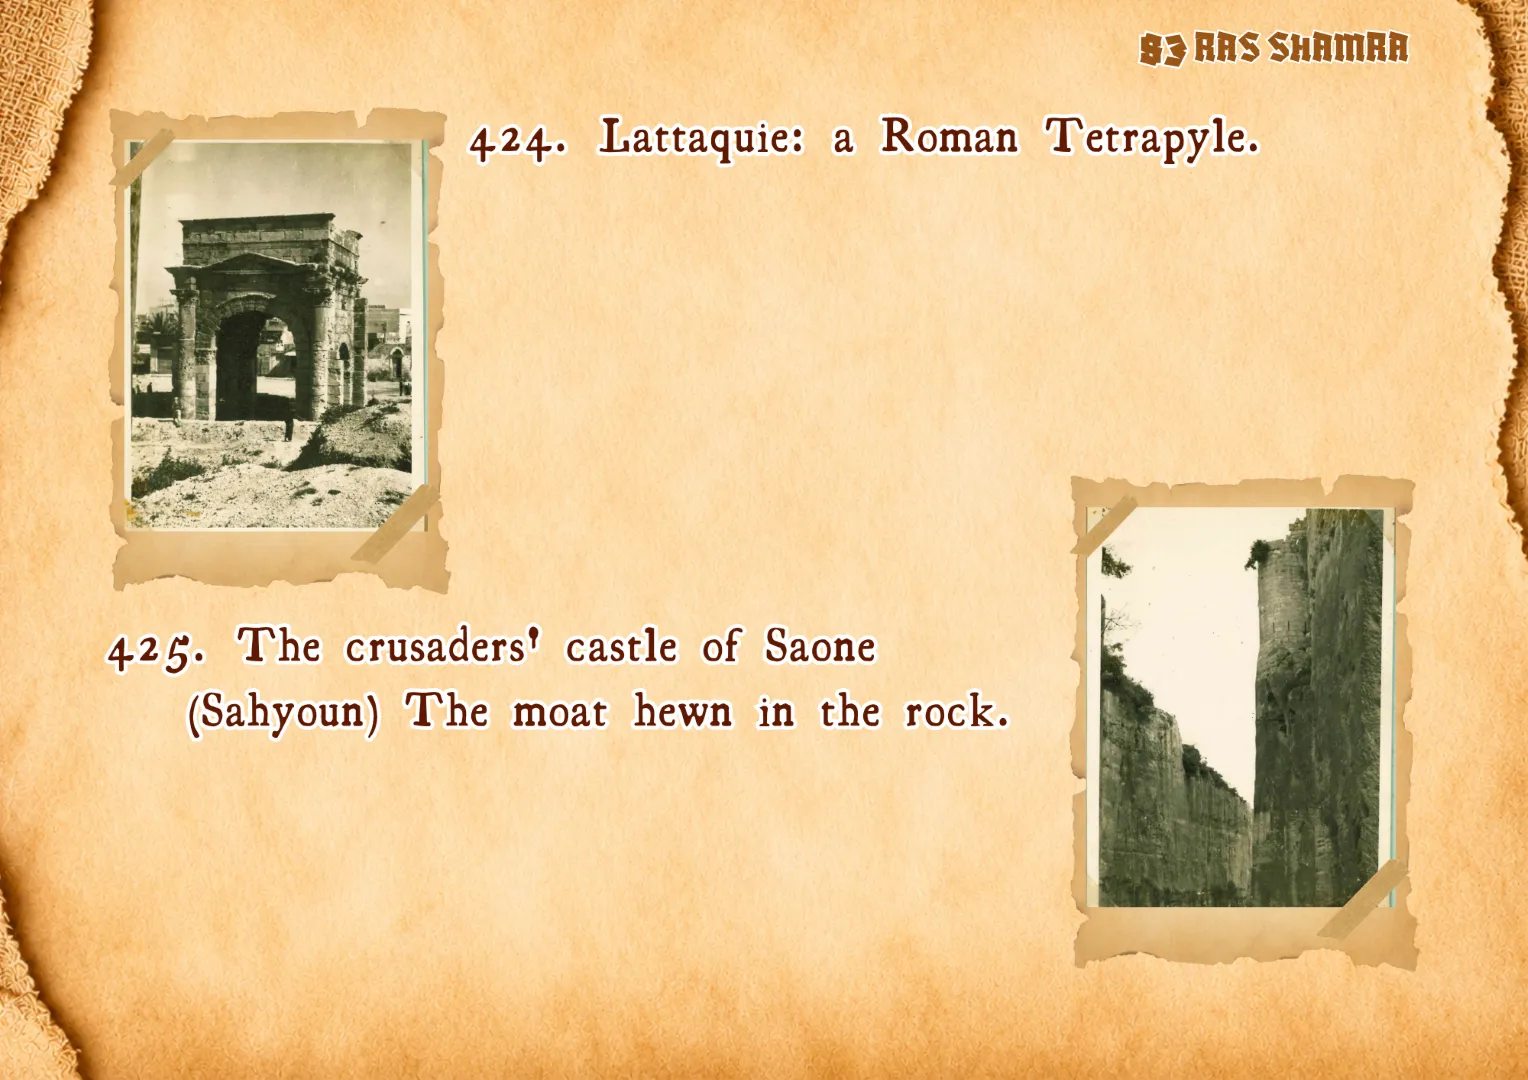 83 RAS SHAMRA
424. Lattaquie: a Roman Tetrapyle.
425. The crusaders' castle of Saone
(Sahyoun) The moat hewn in the rock.